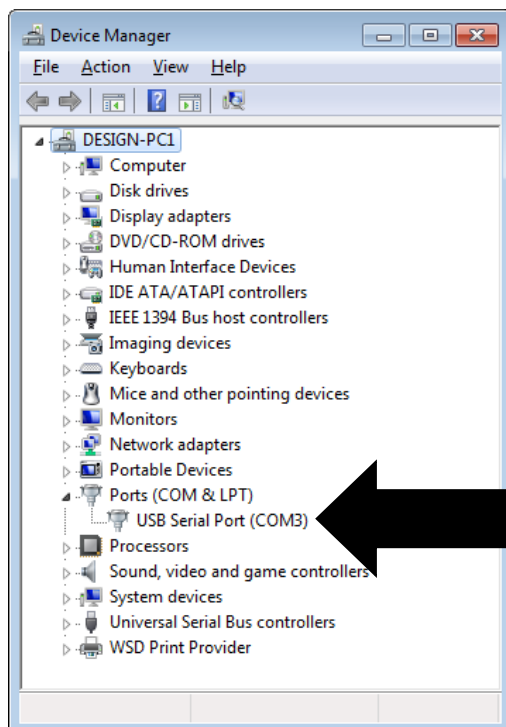 Device Manager
File Action View Help
DESIGN-PC1
Computer
Disk drives
Display adapters
DVD/CD-ROM drives
Human Interface Devices
IDE ATA/ATAPI controllers
IEEE 1394 Bus host controllers
Imaging devices
Keyboards
Mice and other pointing devices
Monitors
Network adapters
Portable Devices
Ports (COM & LPT)
USB Serial Port (COM3)
Processors
Sound, video and game controllers
System devices
Universal Serial Bus controllers
WSD Print Provider